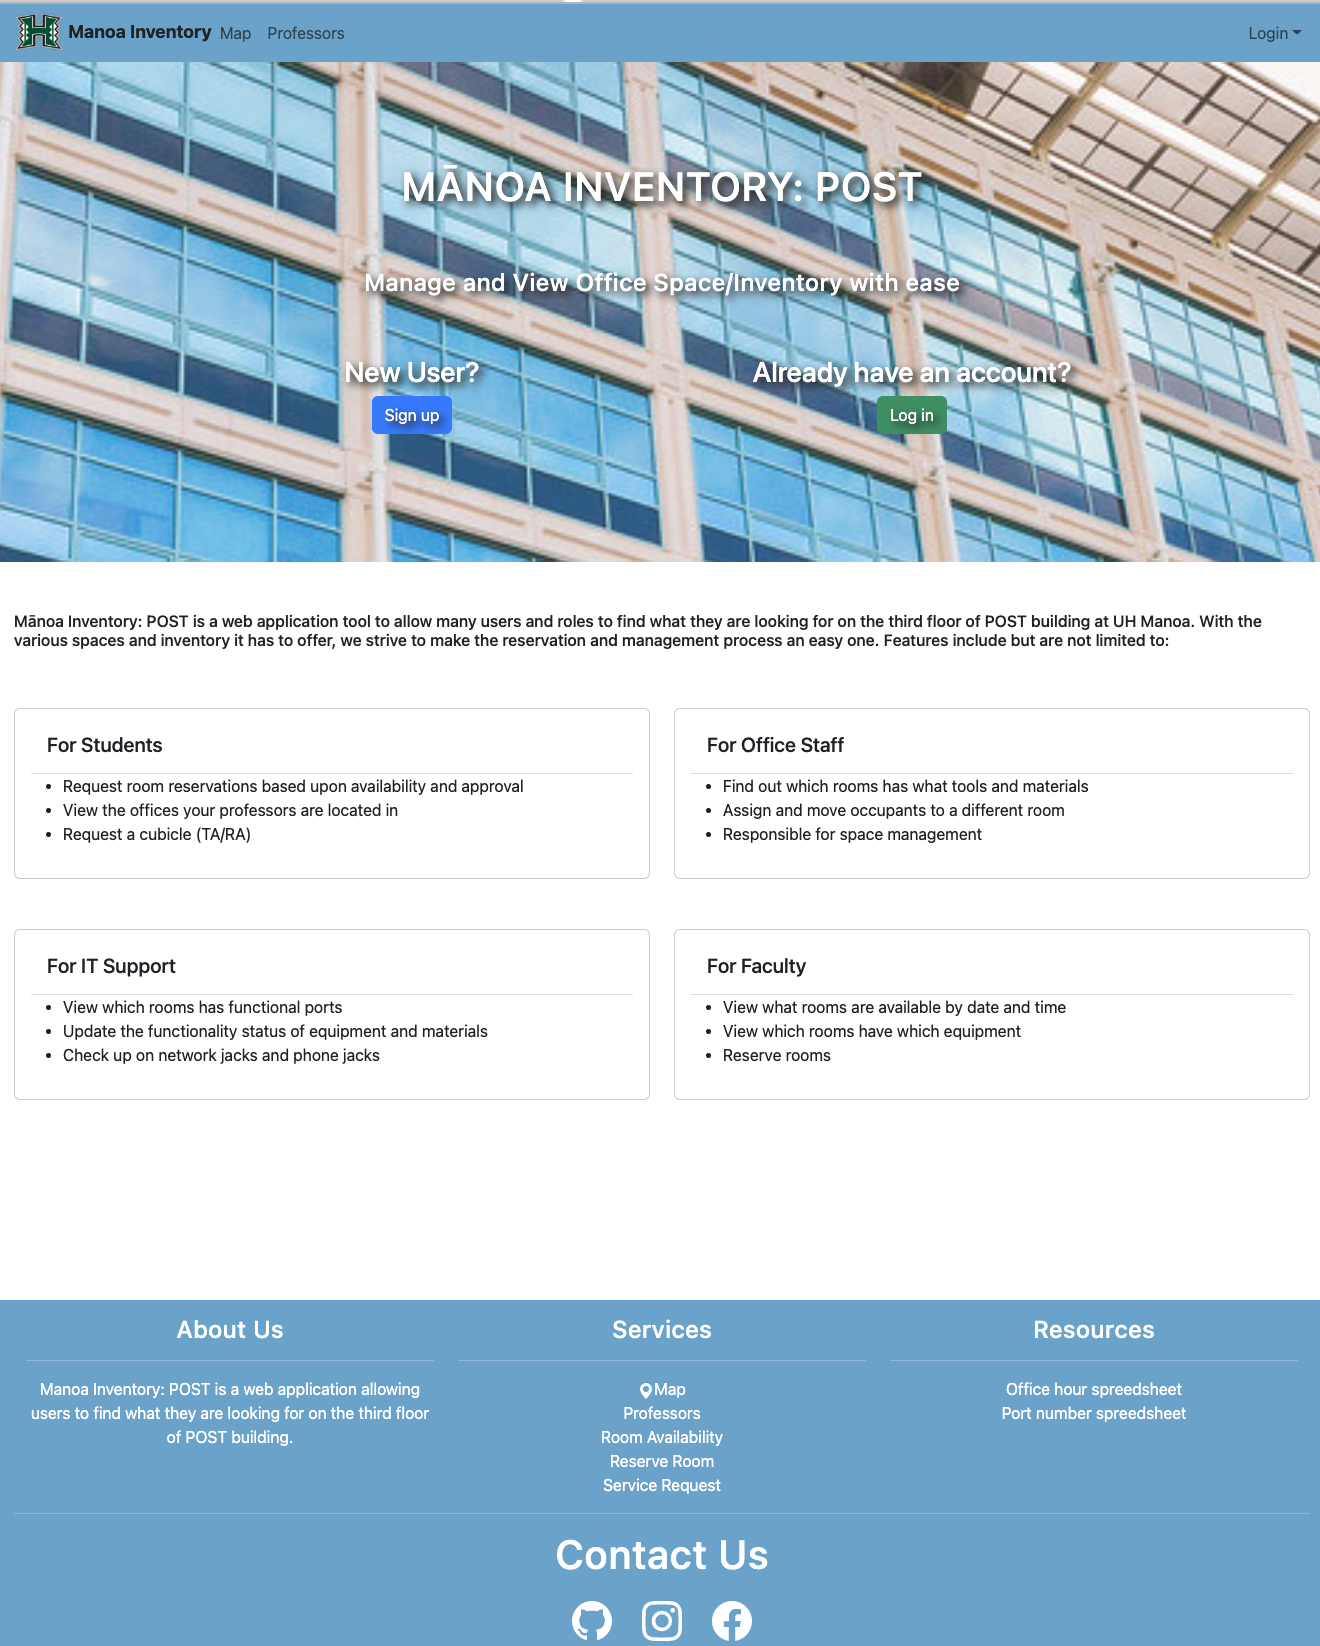 Manoa Inventory Map Professors Login
MĀNOA INVENTORY: POST
Manage and View Office Space/Inventory with ease
New User? Already have an account?
Sign up Log in
Mānoa Inventory: POST is a web application tool to allow many users and roles to find what they are looking for on the third floor of POST building at UH Manoa. With the
various spaces and inventory it has to offer, we strive to make the reservation and management process an easy one. Features include but are not limited to:
For Students
Request room reservations based upon availability and approval
View the offices your professors are located in
Request a cubicle (TA/RA)
For Office Staff
Find out which rooms has what tools and materials
Assign and move occupants to a different room
Responsible for space management
For IT Support
View which rooms has functional ports
Update the functionality status of equipment and materials
Check up on network jacks and phone jacks
For Faculty
View what rooms are available by date and time
View which rooms have which equipment
Reserve rooms
About Us
Manoa Inventory: POST is a web application allowing
users to find what they are looking for on the third floor
of POST building.
Services
Map
Professors
Room Availability
Reserve Room
Service Request
Resources
Office hour spreedsheet
Port number spreedsheet
Contact Us